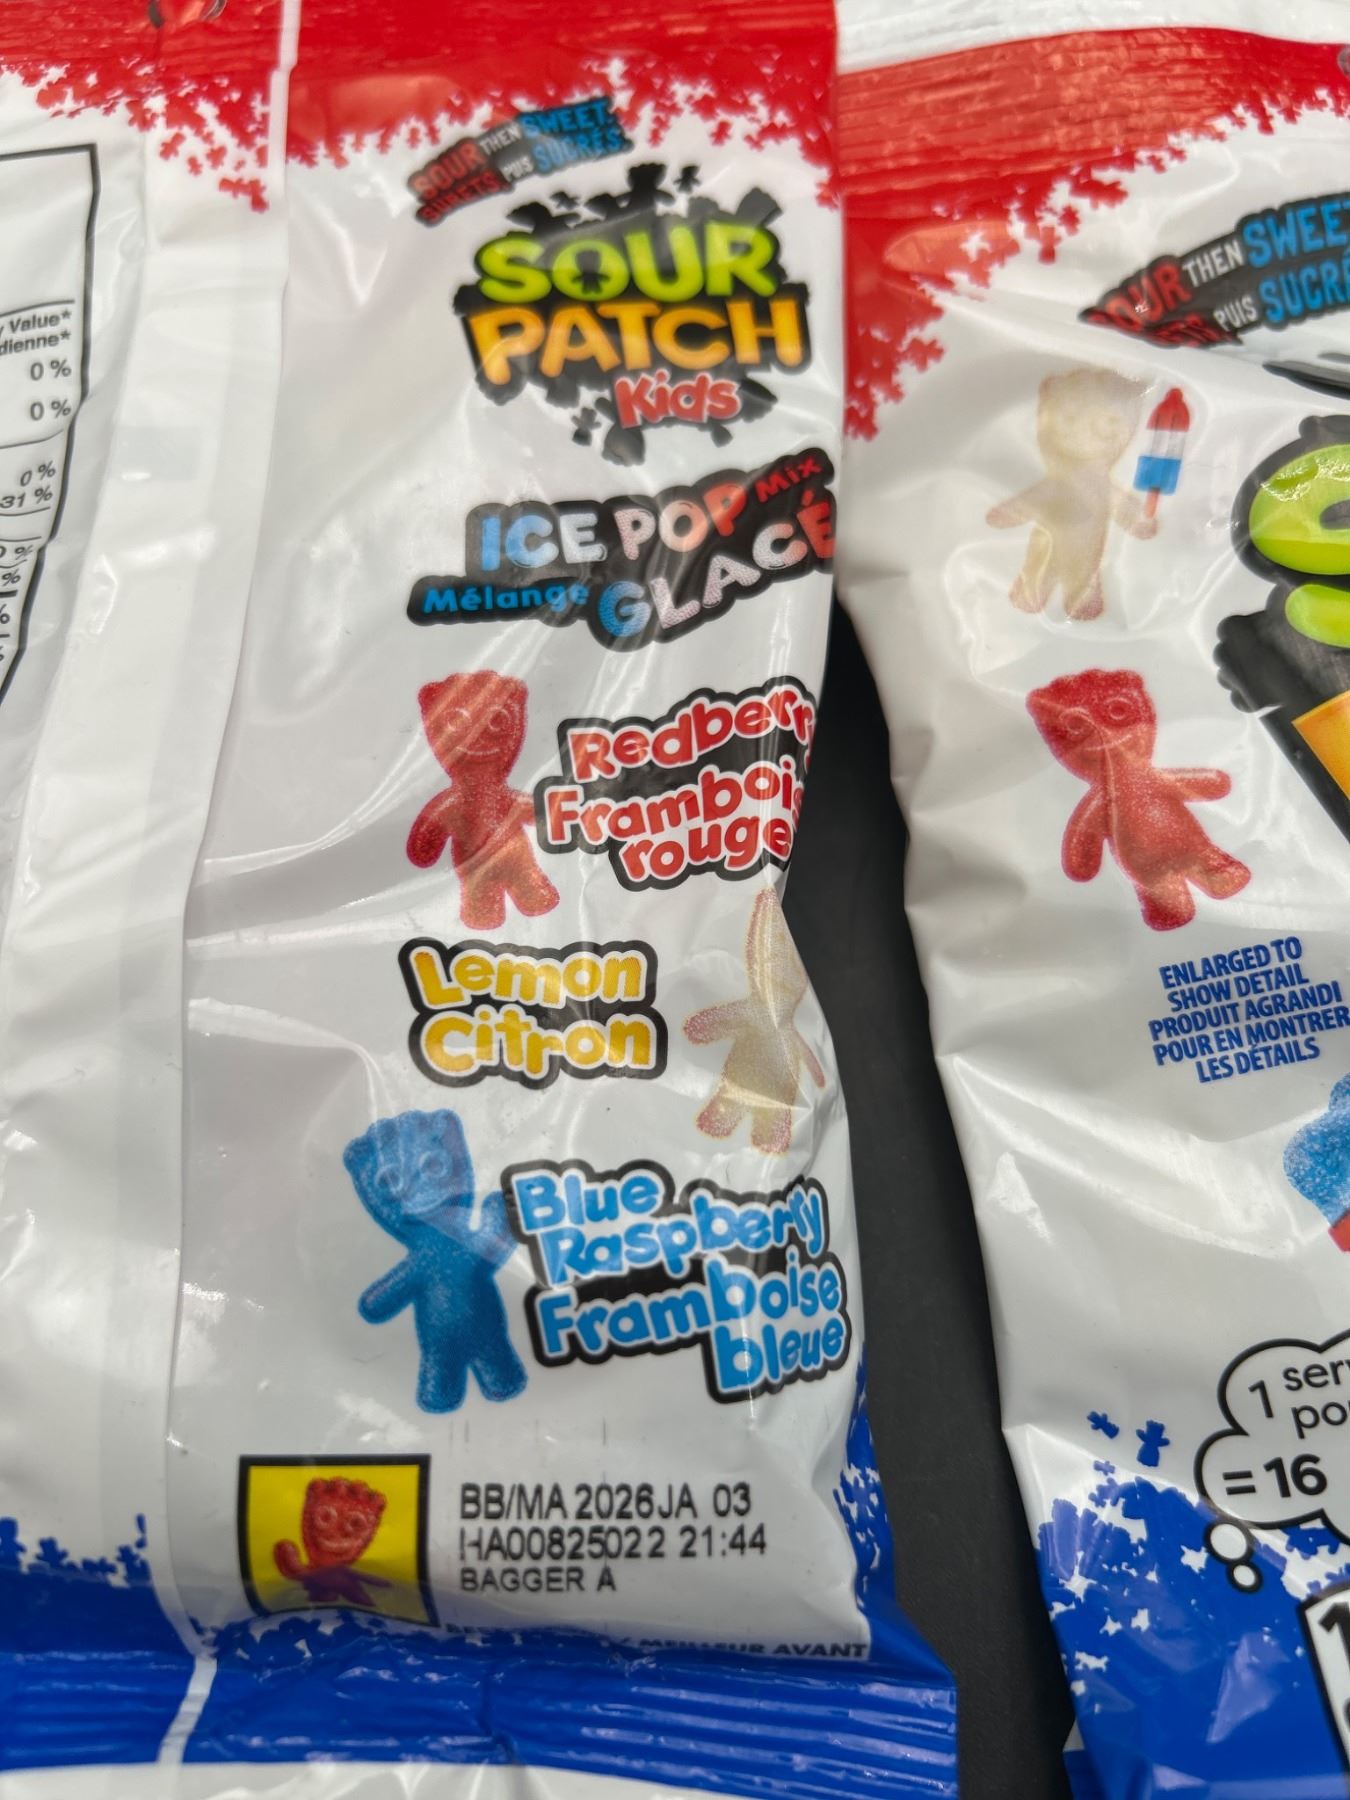 Value*
dienne*
0 %
0 %
0 %
31 %
%
%
SOUR THEN SWEET.
SURETS PUIS SUCRÉS.
SOUR
PATCH
Kids
ICE POP Mix
Mélange GLACÉ
Redberry
Framboise
rouge
Lemon
Citron
Blue
Raspberry
Framboise
bleue
BB/MA 2026 JA 03
HA00825022 21:44
BAGGER A
MEILLEUR AVANT
SOUR THEN SWEET
PUIS SUCRÉ
ENLARGED TO
SHOW DETAIL
PRODUIT AGRANDI
POUR EN MONTRER
LES DÉTAILS
1 ser
po
= 16